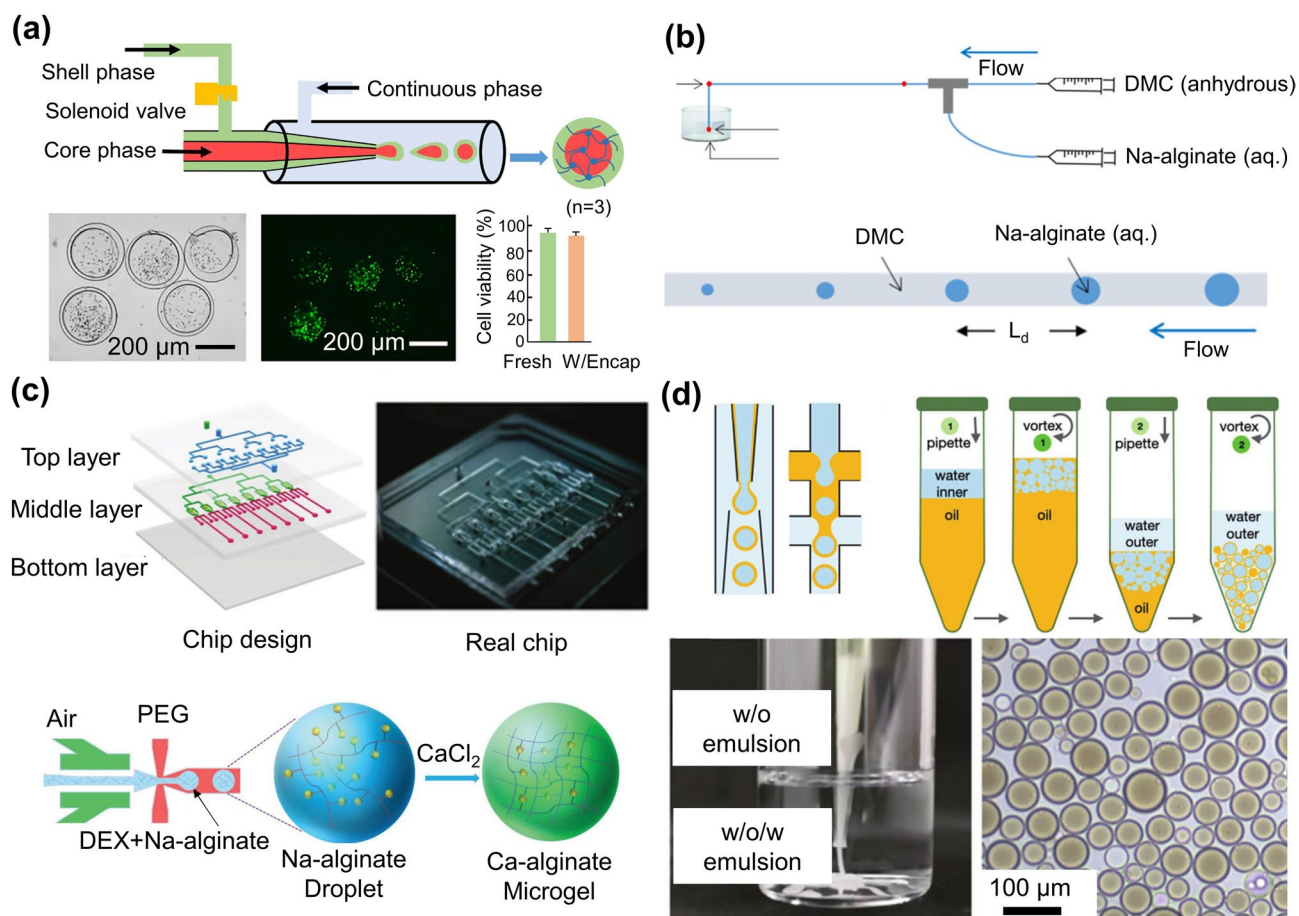 (a)
Shell phase
Solenoid valve
Core phase
Continuous phase
(n=3)
200 µm
200 µm
Cell viability (%)
100
80
60
40
20
0
Fresh
W/Encap
(b)
Flow
DMC (anhydrous)
Na-alginate (aq.)
DMC
Na-alginate (aq.)
Ld
Flow
(c)
Top layer
Middle layer
Bottom layer
Chip design
Real chip
Air
PEG
DEX+Na-alginate
CaCl2
Na-alginate
Droplet
Ca-alginate
Microgel
(d)
1
pipette
water
inner
oil
vortex
1
oil
2
pipette
water
outer
oil
vortex
2
water
outer
w/o
emulsion
w/o/w
emulsion
100 µm